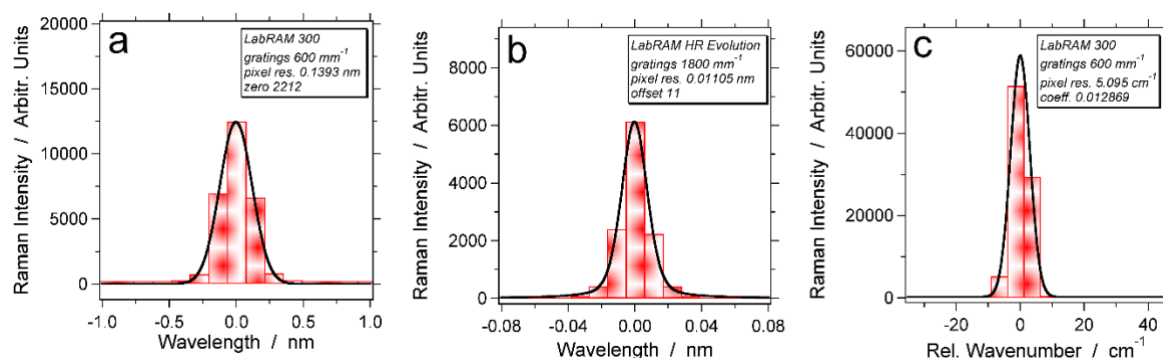 a
LabRAM 300
gratings 600 mm⁻¹
pixel res. 0.1393 nm
zero 2212
20000
15000
10000
5000
0
Raman Intensity / Arbitr. Units
-1.0 -0.5 0.0 0.5 1.0
Wavelength / nm
b
LabRAM HR Evolution
gratings 1800 mm⁻¹
pixel res. 0.01105 nm
offset 11
8000
6000
4000
2000
0
Raman Intensity / Arbitr. Units
-0.08 -0.04 0.00 0.04 0.08
Wavelength / nm
c
LabRAM 300
gratings 600 mm⁻¹
pixel res. 5.095 cm⁻¹
coeff. 0.012869
60000
40000
20000
0
Raman Intensity / Arbitr. Units
-20 0 20 40
Rel. Wavenumber / cm⁻¹